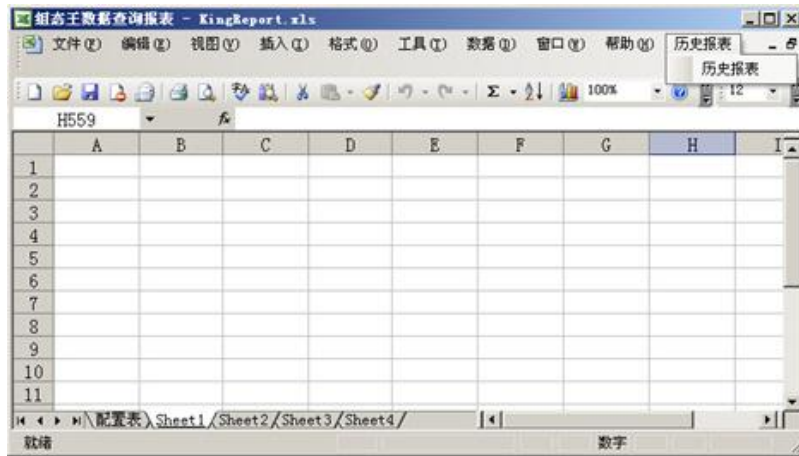 组态王数据查询报表 - KingReport.xls
文件(F) 编辑(E) 视图(V) 插入(I) 格式(O) 工具(T) 数据(D) 窗口(W) 帮助(H) 历史报表
历史报表
Σ 100% 12
H559 fx
A B C D E F G H I
1
2
3
4
5
6
7
8
9
10
11
配置表 Sheet1 Sheet2 Sheet3 Sheet4
就绪 数字